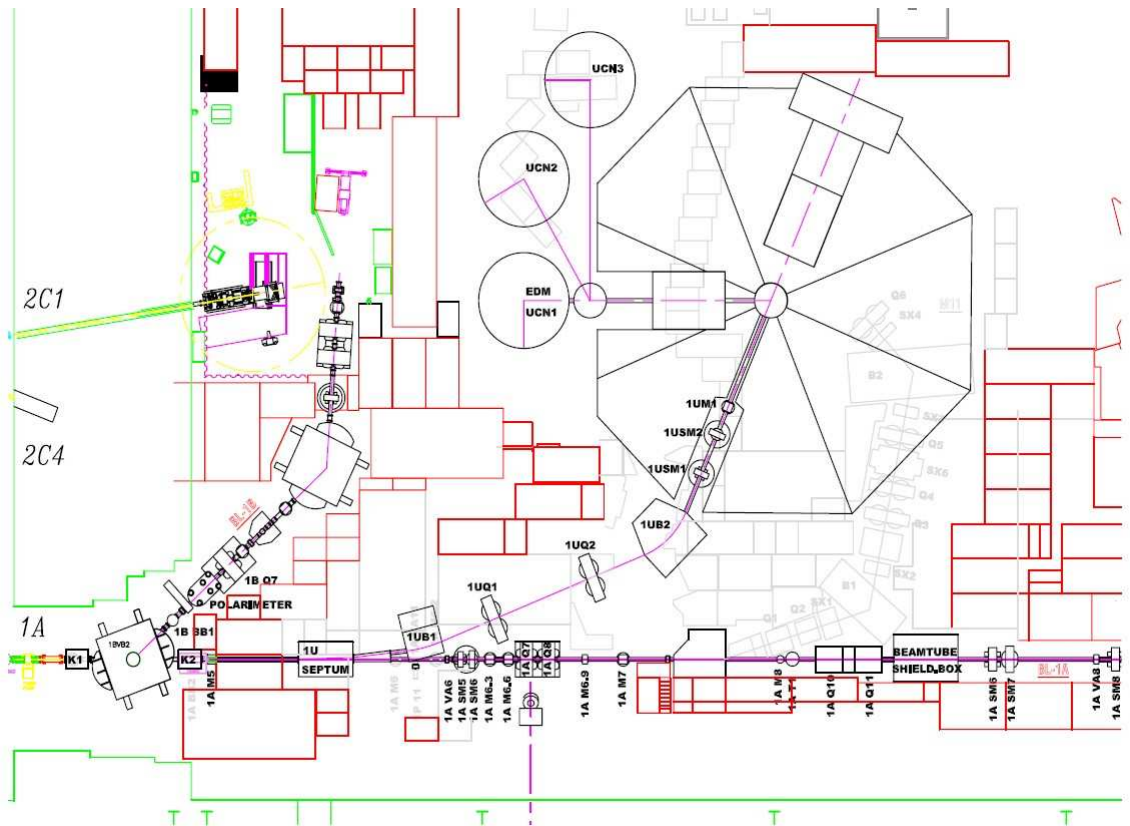 UCN3
UCN2
EDM
UCN1
2C1
2C4
1A
Q6
SX4
M11
B2
Q5
SX5
Q4
B3
SX2
B1
SX1
Q2
Q1
1UM1
1USM2
1USM1
1UB2
1UQ2
1UQ1
1UB1
BL-1B
1B Q7
POLARIMETER
1BVB2
K1
K2
1A M5
1U
SEPTUM
1A VA6
1A SM5
1A SM6
1A M6.3
1A M6.6
1A Q7
1A Q8
1A M6.9
1A M7
1A M8
1A T1
1A Q10
1A Q11
BEAMTUBE
SHIELD BOX
BL-1A
1A SM6
1A SM7
1A VA8
1A SM8